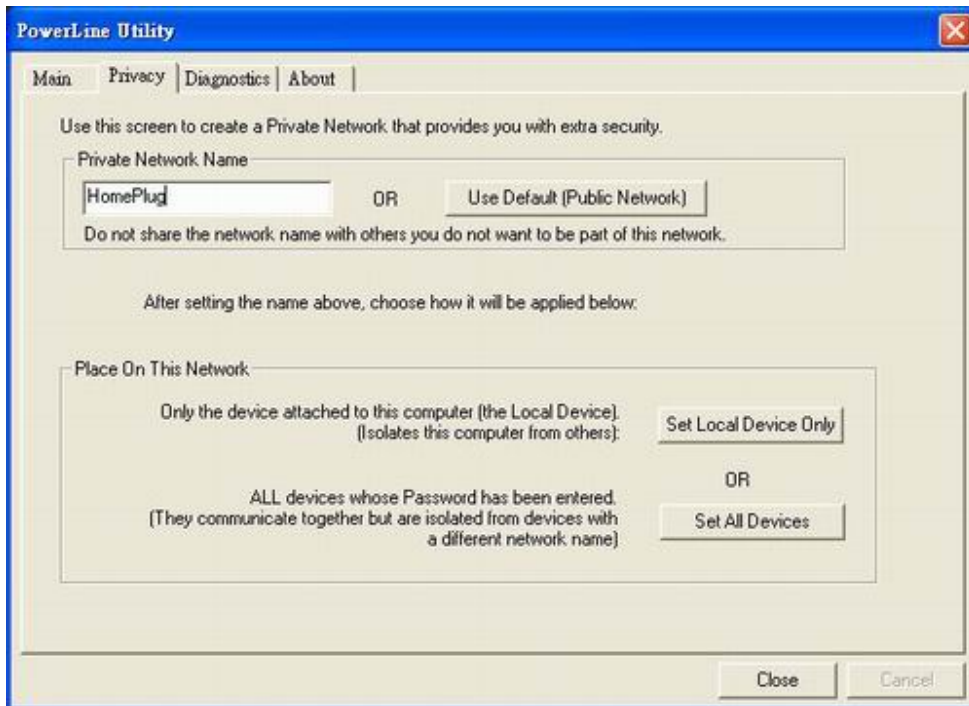 PowerLine Utility
Main Privacy Diagnostics About
Use this screen to create a Private Network that provides you with extra security.
Private Network Name
HomePlug OR Use Default (Public Network)
Do not share the network name with others you do not want to be part of this network.
After setting the name above, choose how it will be applied below:
Place On This Network
Only the device attached to this computer (the Local Device).
(Isolates this computer from others):
Set Local Device Only
OR
ALL devices whose Password has been entered.
(They communicate together but are isolated from devices with
a different network name)
Set All Devices
Close Cancel